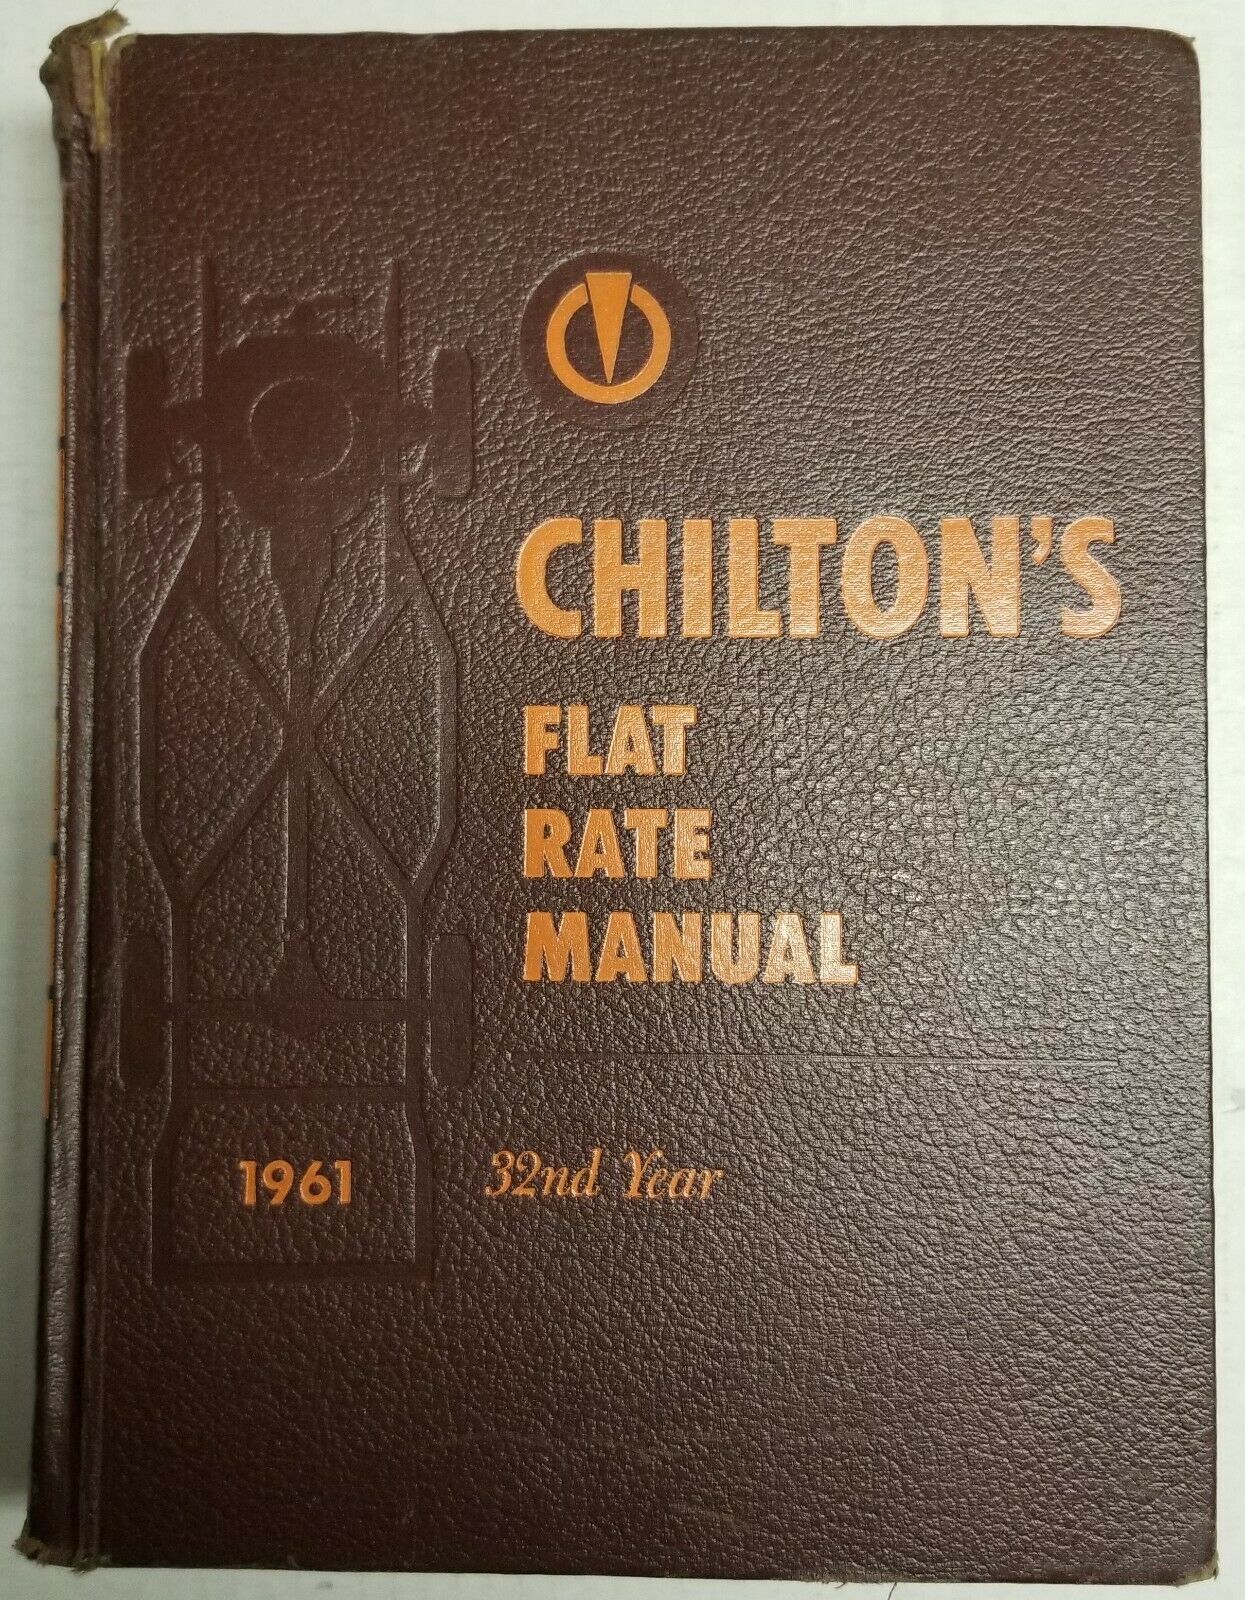 CHILTON'S
FLAT
RATE
MANUAL
1961
32nd Year